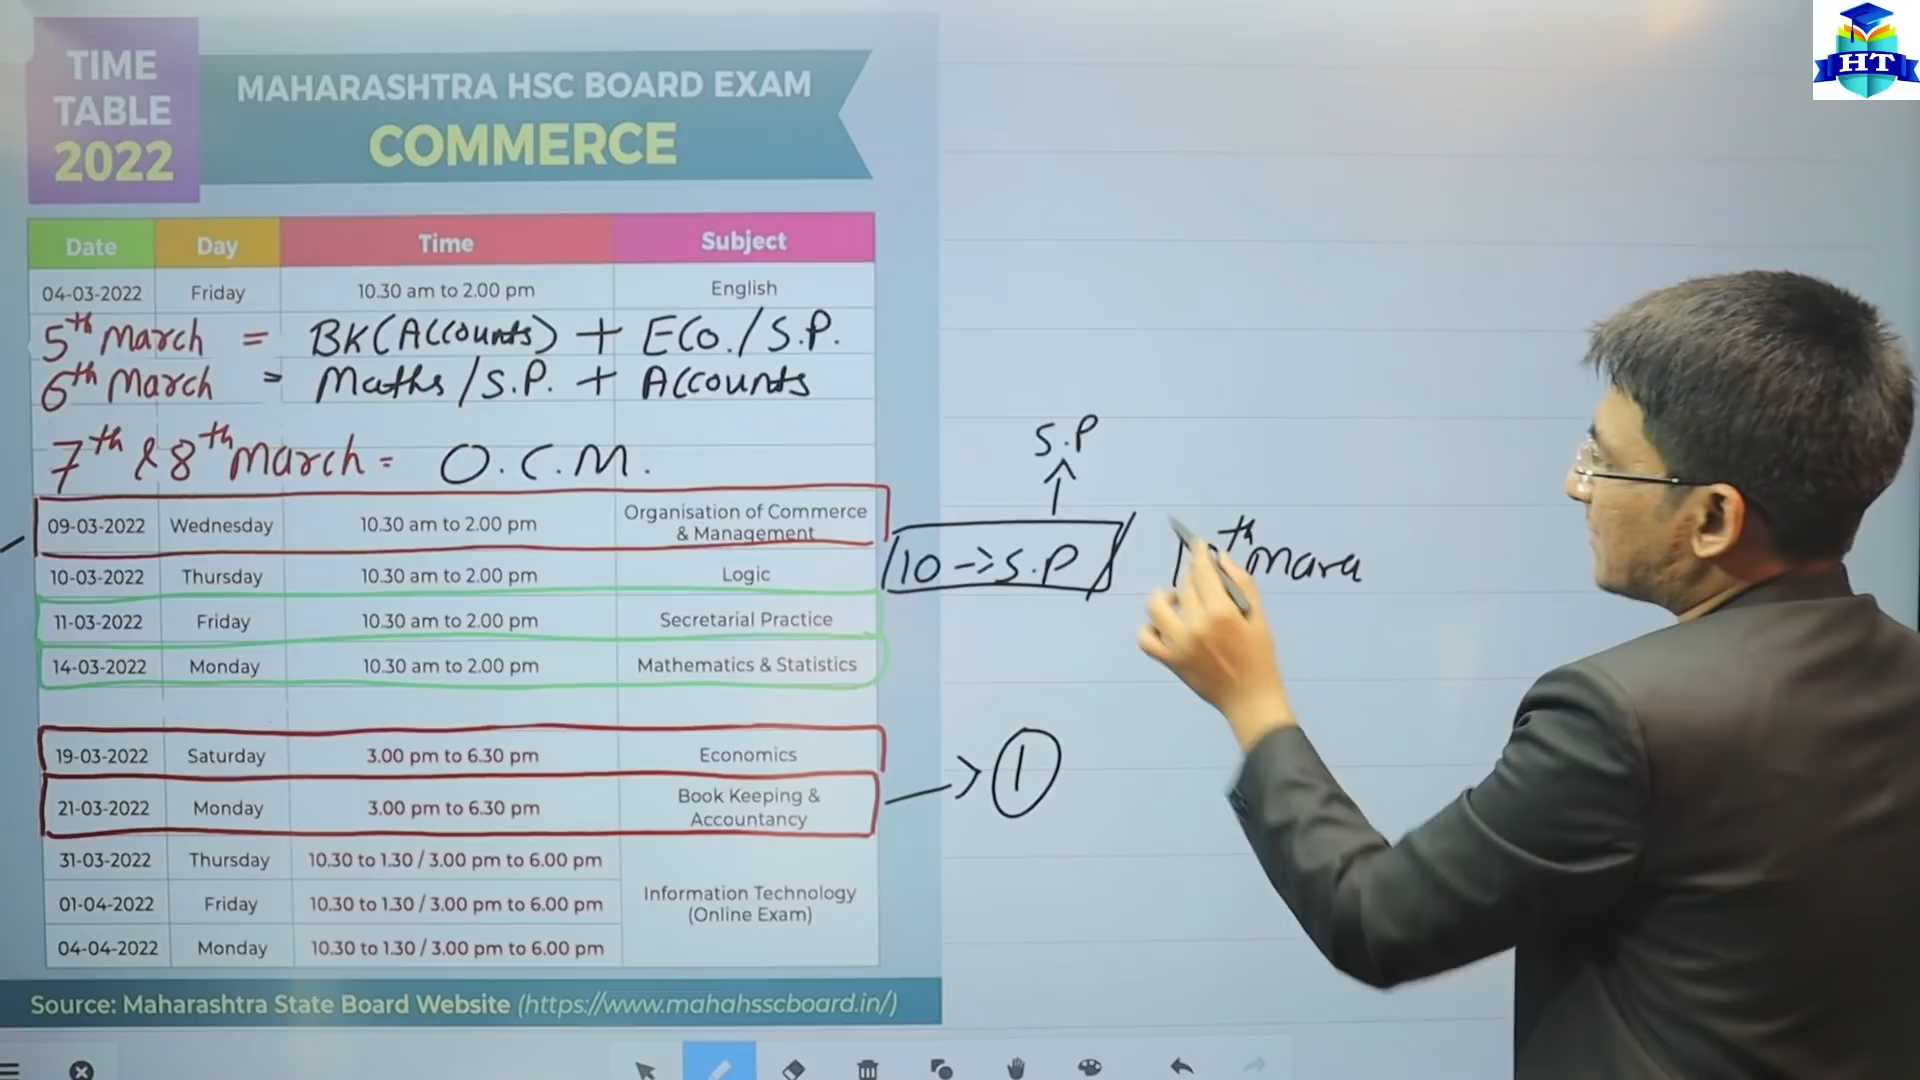 TIME
TABLE
2022
MAHARASHTRA HSC BOARD EXAM
COMMERCE
HT
Date Day Time Subject
04-03-2022 Friday 10.30 am to 2.00 pm English
5th March = BK(Accounts) + Eco./S.P.
6th March = Maths/S.P. + Accounts
7th & 8th March = O.C.M.
S.P
09-03-2022 Wednesday 10.30 am to 2.00 pm Organisation of Commerce
& Management
10 -> S.P
th Marc
10-03-2022 Thursday 10.30 am to 2.00 pm Logic
11-03-2022 Friday 10.30 am to 2.00 pm Secretarial Practice
14-03-2022 Monday 10.30 am to 2.00 pm Mathematics & Statistics
19-03-2022 Saturday 3.00 pm to 6.30 pm Economics
21-03-2022 Monday 3.00 pm to 6.30 pm Book Keeping &
Accountancy
1
31-03-2022 Thursday 10.30 to 1.30 / 3.00 pm to 6.00 pm
01-04-2022 Friday 10.30 to 1.30 / 3.00 pm to 6.00 pm
Information Technology
(Online Exam)
04-04-2022 Monday 10.30 to 1.30 / 3.00 pm to 6.00 pm
Source: Maharashtra State Board Website (https://www.mahahsscboard.in/)